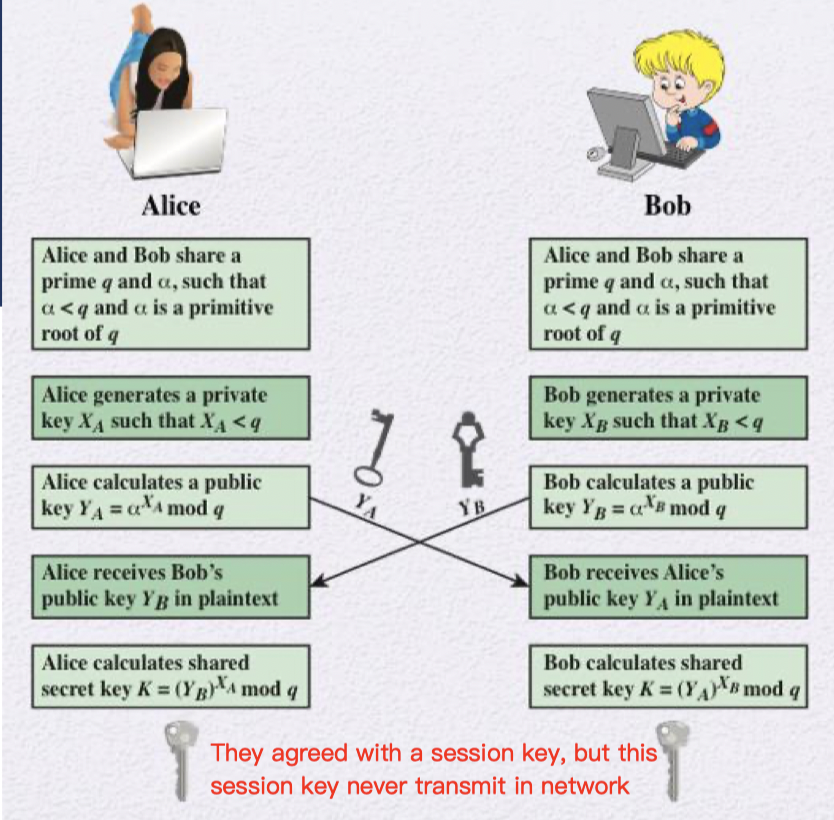 Alice
Bob
Alice and Bob share a
prime q and α, such that
α < q and α is a primitive
root of q
Alice and Bob share a
prime q and α, such that
α < q and α is a primitive
root of q
Alice generates a private
key X_A such that X_A < q
Bob generates a private
key X_B such that X_B < q
Alice calculates a public
key Y_A = α^X_A mod q
Y_A
Y_B
Bob calculates a public
key Y_B = α^X_B mod q
Alice receives Bob's
public key Y_B in plaintext
Bob receives Alice's
public key Y_A in plaintext
Alice calculates shared
secret key K = (Y_B)^X_A mod q
Bob calculates shared
secret key K = (Y_A)^X_B mod q
They agreed with a session key, but this
session key never transmit in network